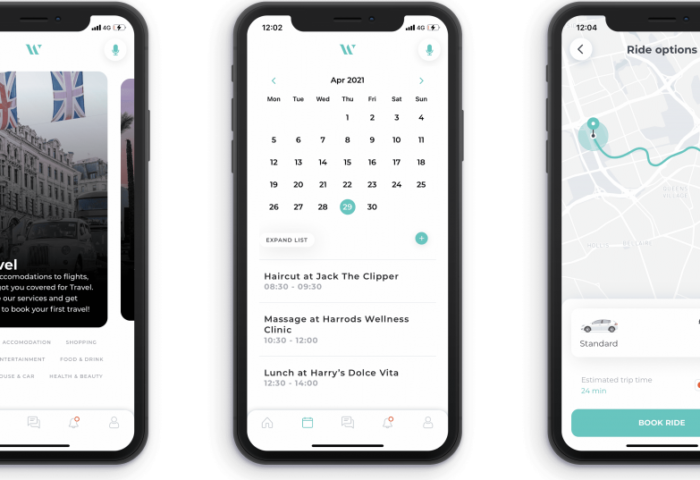 vel
ccomodations to flights,
got you covered for Travel.
our services and get
to book your first travel!
ACCOMODATION SHOPPING
NTERTAINMENT FOOD & DRINK
OUSE & CAR HEALTH & BEAUTY
4G
12:02 4G
W
Apr 2021
Mon Tue Wed Thu Fri Sat Sun
1 2 3 4
5 6 7 8 9 10 11
12 13 14 15 16 17 18
19 20 21 22 23 24 25
26 27 28 29 30
EXPAND LIST
+
Haircut at Jack The Clipper
08:30 - 09:30
Massage at Harrods Wellness
Clinic
10:30 - 12:00
Lunch at Harry's Dolce Vita
12:30 - 14:00
12:04
Ride options
Standard
Estimated trip time
24 min
BOOK RIDE